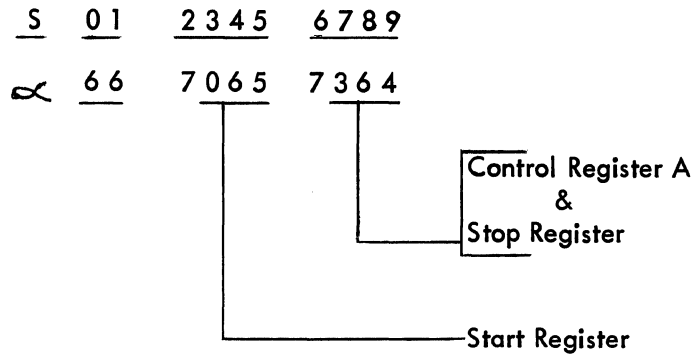 S 01 2345 6789
α 66 7065 7364
Control Register A
&
Stop Register
Start Register